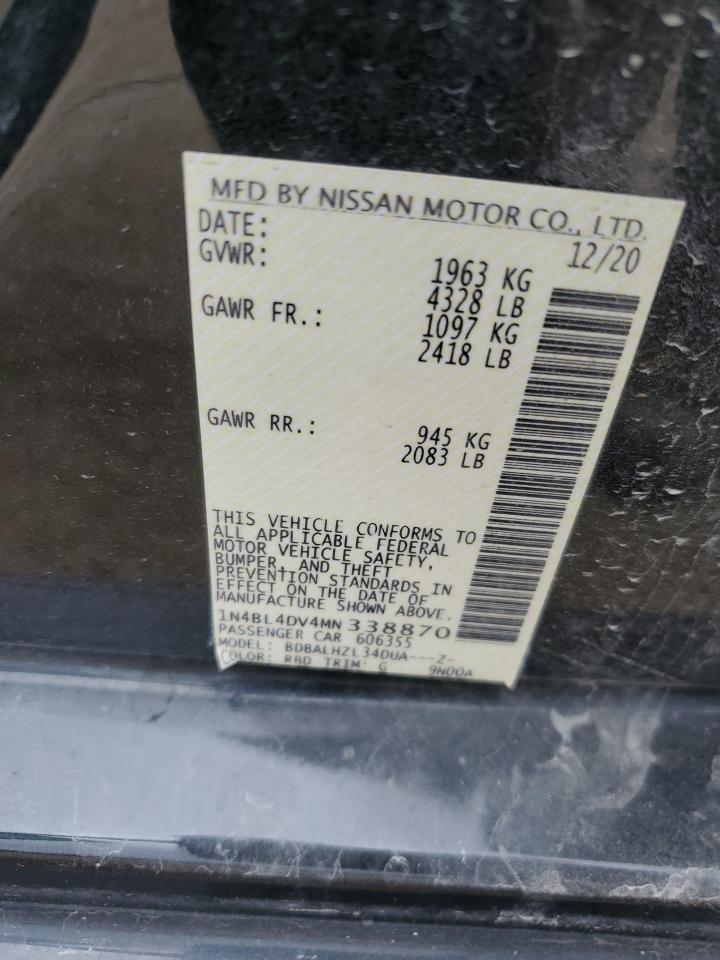 MFD BY NISSAN MOTOR CO., LTD.
DATE: 12/20
GVWR: 1963 KG
4328 LB
GAWR FR.: 1097 KG
2418 LB
GAWR RR.: 945 KG
2083 LB
THIS VEHICLE CONFORMS TO
ALL APPLICABLE FEDERAL
MOTOR VEHICLE SAFETY,
BUMPER, AND THEFT
PREVENTION STANDARDS IN
EFFECT ON THE DATE OF
MANUFACTURE SHOWN ABOVE.
1N4BL4DV4MN338870
PASSENGER CAR 606355
MODEL: BDBALHZL34DUA---Z-
COLOR: RBD TRIM: G 9N00A